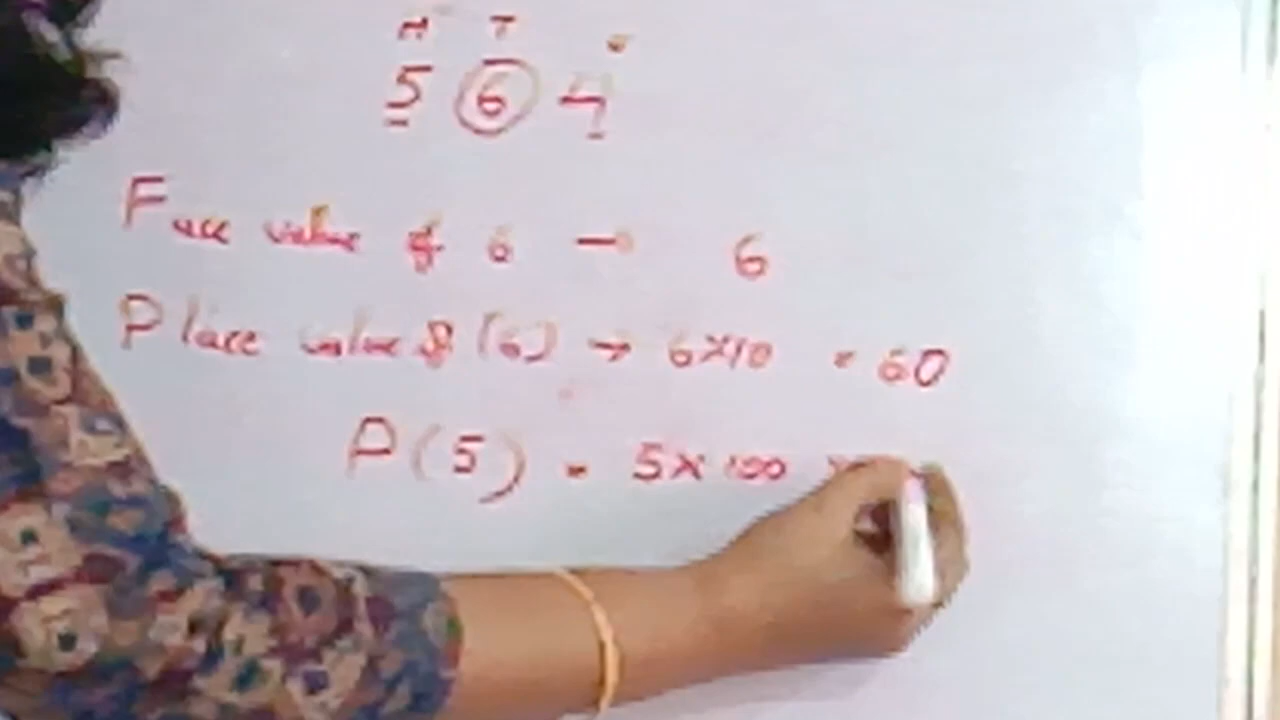 H T
5 6 4
Face value of 6 → 6
Place value of (6) → 6×10 = 60
P(5) = 5×100